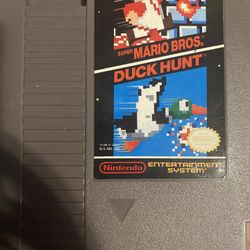 SUPER MARIO BROS.
DUCK HUNT
Nintendo
ENTERTAINMENT
SYSTEM